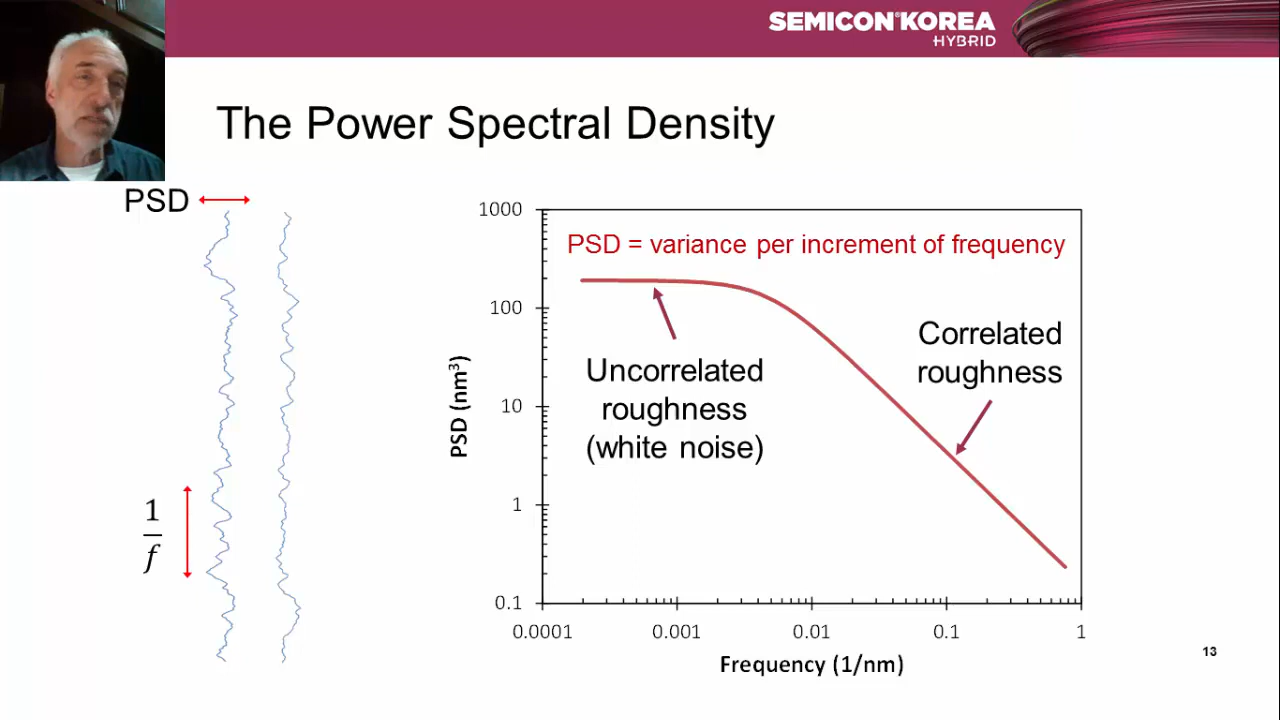 SEMICON KOREA
HYBRID
The Power Spectral Density
PSD
1
f
1000
100
10
1
0.1
PSD (nm³)
PSD = variance per increment of frequency
Uncorrelated
roughness
(white noise)
Correlated
roughness
0.0001
0.001
0.01
0.1
1
Frequency (1/nm)
13